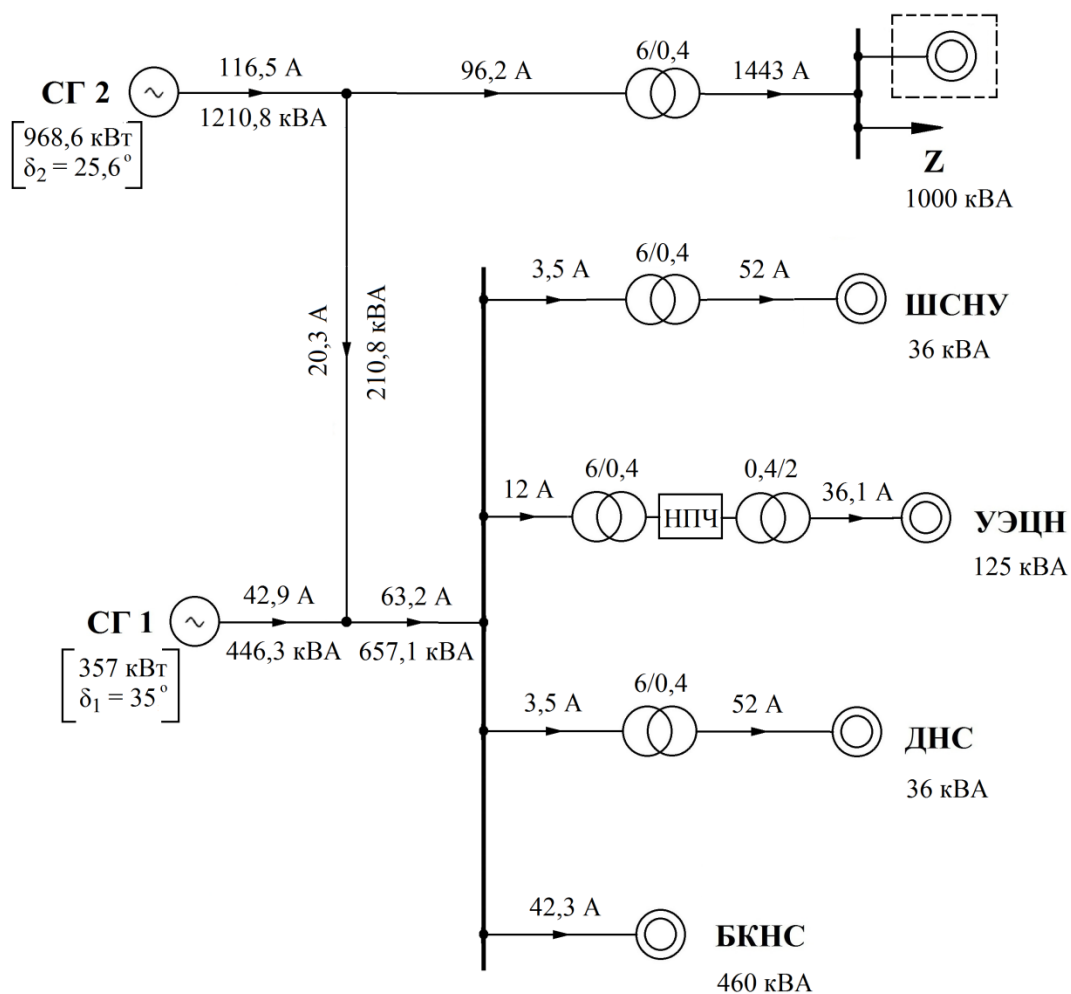 116,5 А
96,2 А
6/0,4
1443 А
СГ 2
~
1210,8 кВА
968,6 кВт
δ2 = 25,6°
Z
1000 кВА
3,5 А
6/0,4
52 А
ШСНУ
36 кВА
20,3 А
210,8 кВА
12 А
6/0,4
НПЧ
0,4/2
36,1 А
УЭЦН
125 кВА
СГ 1
~
42,9 А
63,2 А
446,3 кВА
657,1 кВА
357 кВт
δ1 = 35°
3,5 А
6/0,4
52 А
ДНС
36 кВА
42,3 А
БКНС
460 кВА